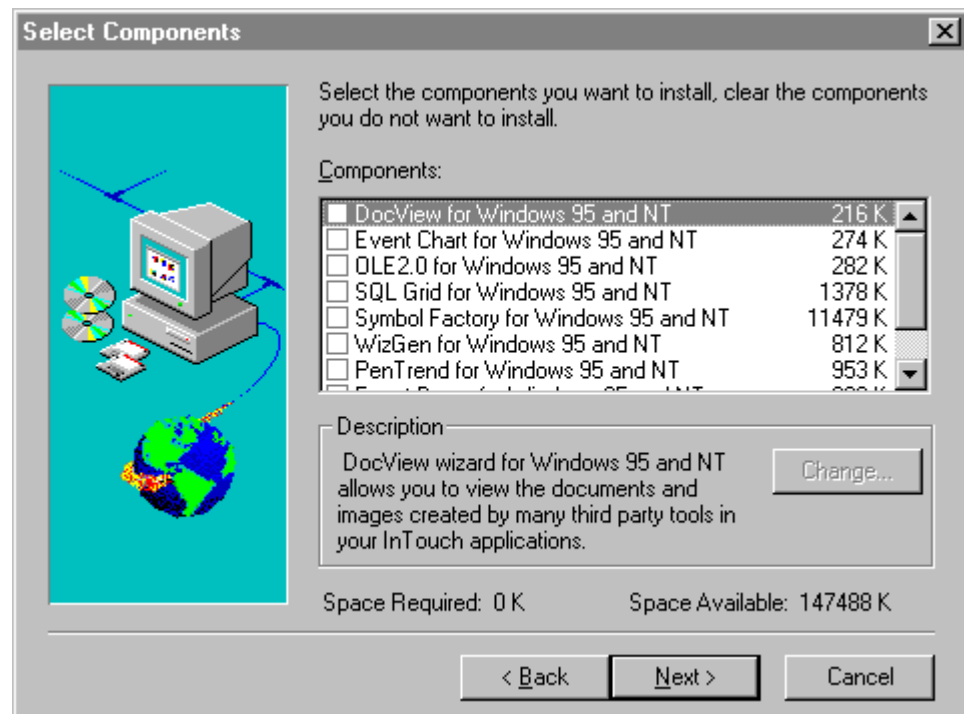 Select Components
Select the components you want to install, clear the components
you do not want to install.
Components:
DocView for Windows 95 and NT 216 K
Event Chart for Windows 95 and NT 274 K
OLE2.0 for Windows 95 and NT 282 K
SQL Grid for Windows 95 and NT 1378 K
Symbol Factory for Windows 95 and NT 11479 K
WizGen for Windows 95 and NT 812 K
PenTrend for Windows 95 and NT 953 K
Description
DocView wizard for Windows 95 and NT
allows you to view the documents and
images created by many third party tools in
your InTouch applications.
Change...
Space Required: 0 K Space Available: 147488 K
< Back Next > Cancel